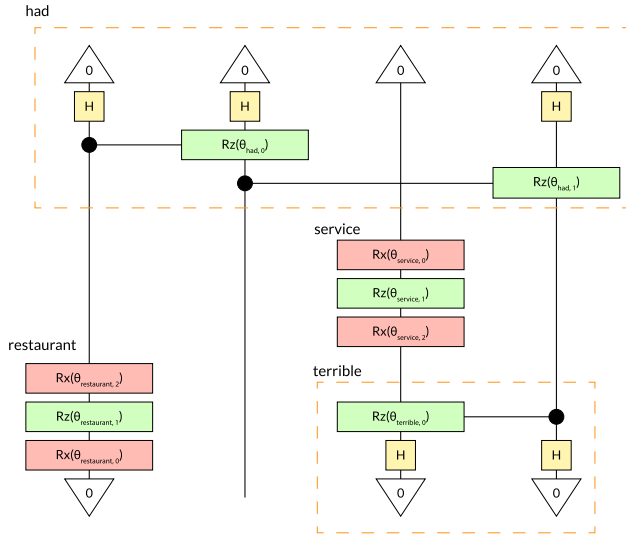 had
0 0 0 0
H H H
Rz(θhad, 0)
Rz(θhad, 1)
service
Rx(θservice, 0)
Rz(θservice, 1)
Rx(θservice, 2)
restaurant
terrible
Rx(θrestaurant, 2)
Rz(θrestaurant, 1) Rz(θterrible, 0)
Rx(θrestaurant, 0) H H
0 0 0